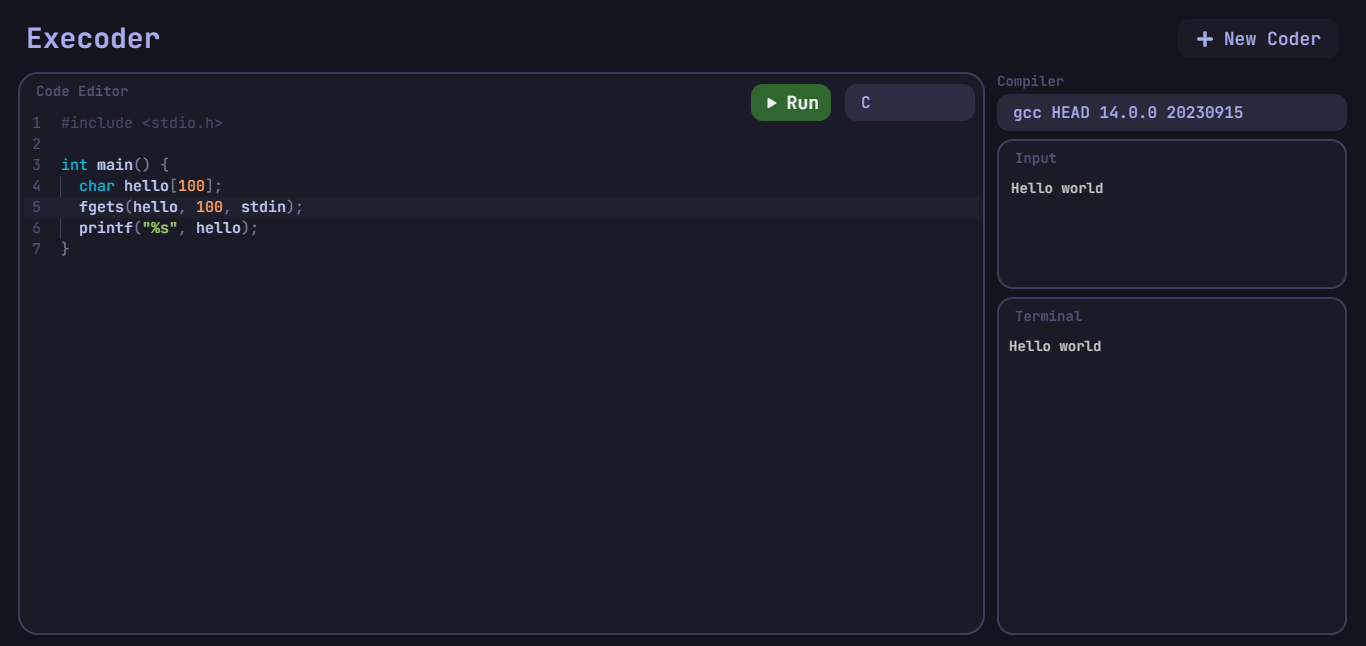 Execoder
New Coder
Code Editor
Run
C
1 #include <stdio.h>
2
3 int main() {
4   char hello[100];
5   fgets(hello, 100, stdin);
6   printf("%s", hello);
7 }
Compiler
gcc HEAD 14.0.0 20230915
Input
Hello world
Terminal
Hello world